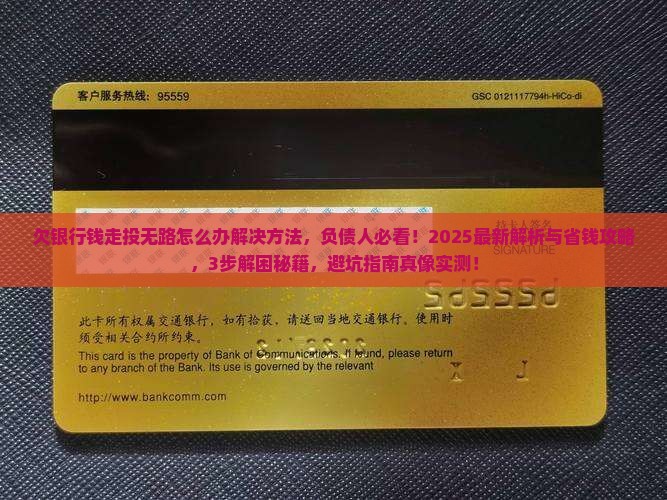 客户服务热线：95559
GSC 0121117794h-HiCo-di
持卡人签名
SIGNATURE
欠银行钱走投无路怎么办解决方法，负债人必看！2025最新解析与省钱攻略
，3步解困秘籍，避坑指南真像实测！
此卡所有权属交通银行，如有拾获，请送回当地交通银行。使用时
须受相关合约所约束。
This card is the property of Bank of Communications. If found, please return
to any branch of the Bank. Its use is governed by the relevant
http://www.bankcomm.com